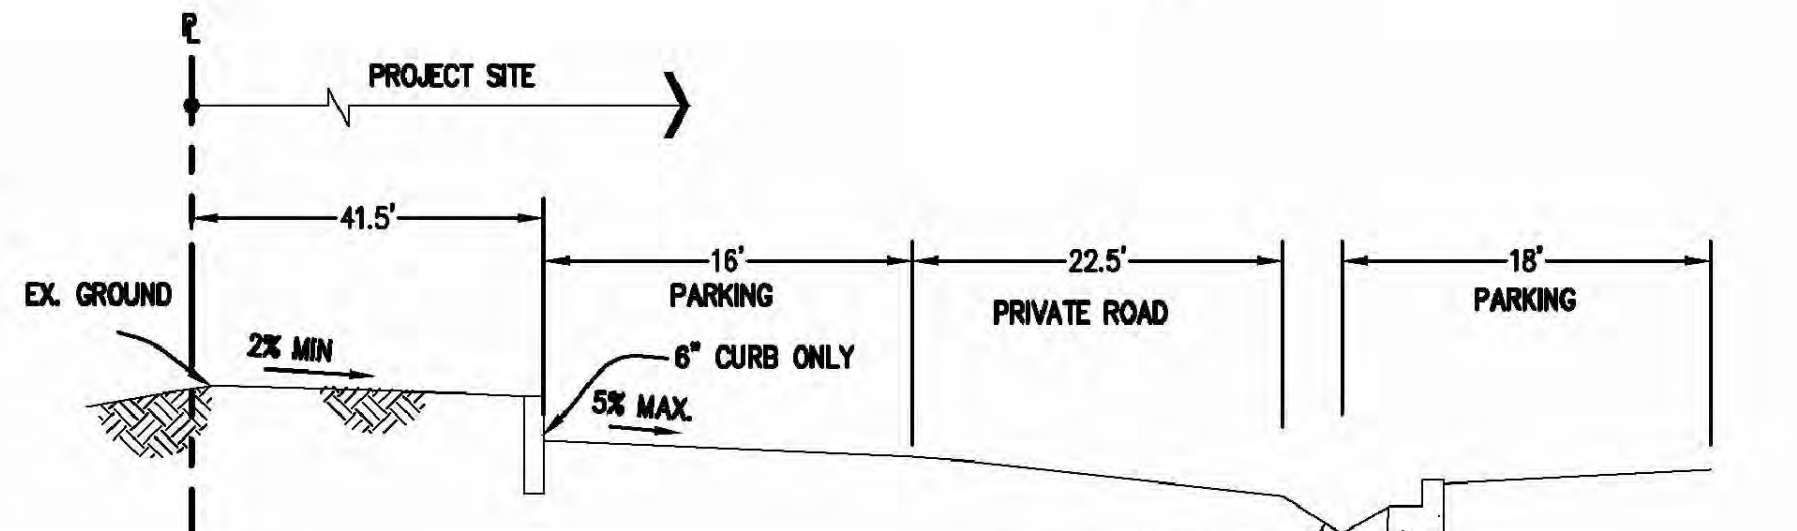 PL
PROJECT SITE
41.5'
16'
22.5'
18'
EX. GROUND
PARKING
PRIVATE ROAD
PARKING
2% MIN
6" CURB ONLY
5% MAX.